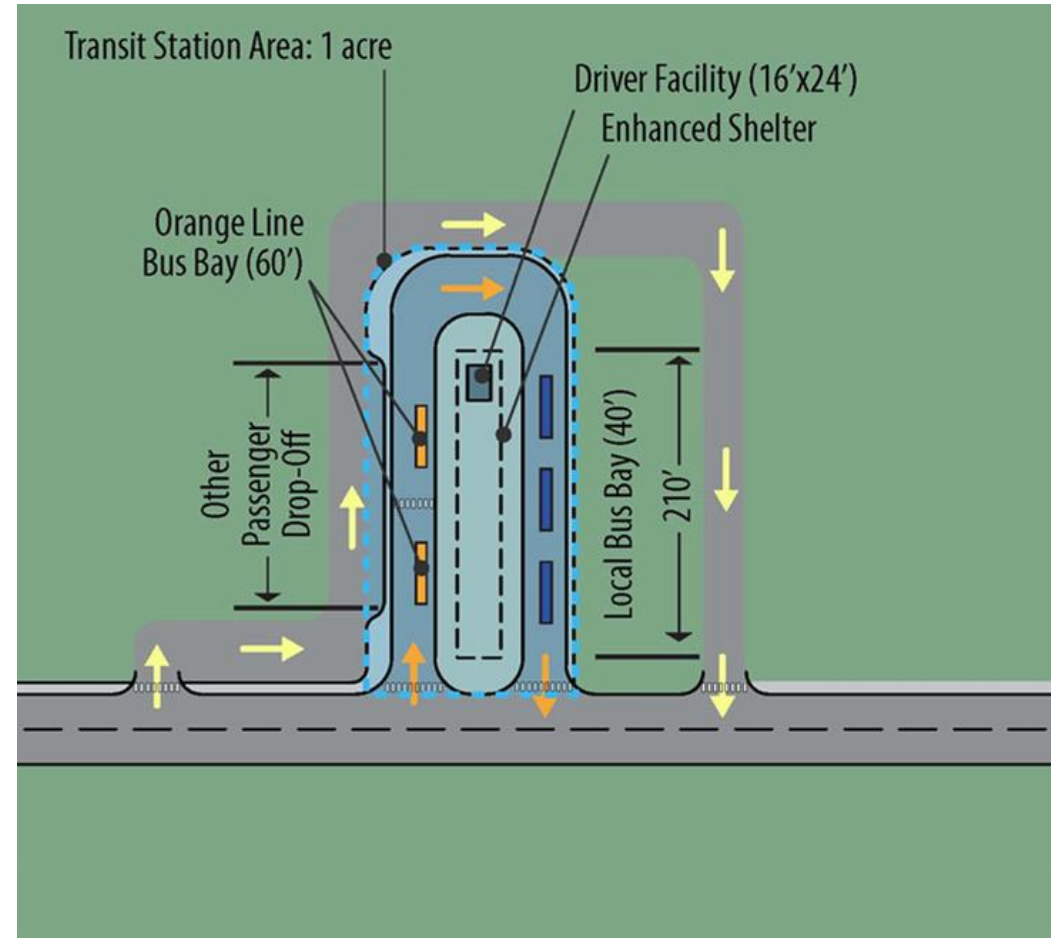 Transit Station Area: 1 acre
Driver Facility (16'x24')
Enhanced Shelter
Orange Line
Bus Bay (60')
Other
Passenger
Drop-Off
Local Bus Bay (40')
210'